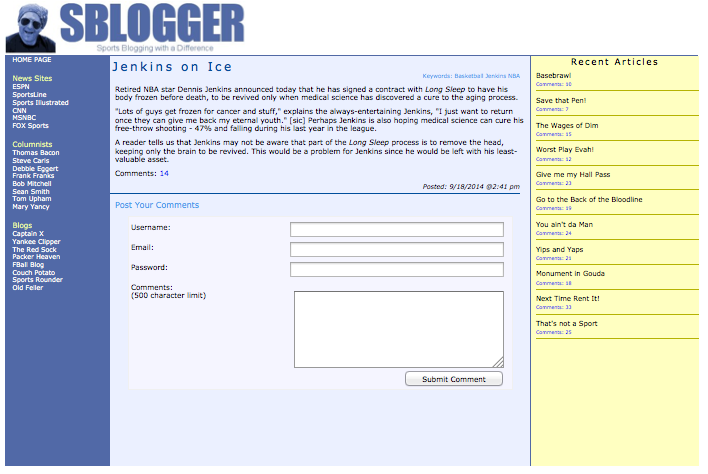 SBLOGGER
Sports Blogging with a Difference
HOME PAGE
News Sites
ESPN
SportsLine
Sports Illustrated
CNN
MSNBC
FOX Sports
Columnists
Thomas Bacon
Steve Caris
Debbie Eggert
Frank Franks
Bob Mitchell
Sean Smith
Tom Upham
Mary Yancy
Blogs
Captain X
Yankee Clipper
The Red Sock
Packer Heaven
FBall Blog
Couch Potato
Sports Rounder
Old Feller
Jenkins on Ice
Keywords: Basketball Jenkins NBA
Retired NBA star Dennis Jenkins announced today that he has signed a contract with Long Sleep to have his
body frozen before death, to be revived only when medical science has discovered a cure to the aging process.
"Lots of guys get frozen for cancer and stuff," explains the always-entertaining Jenkins, "I just want to return
once they can give me back my eternal youth." [sic] Perhaps Jenkins is also hoping medical science can cure his
free-throw shooting - 47% and falling during his last year in the league.
A reader tells us that Jenkins may not be aware that part of the Long Sleep process is to remove the head,
keeping only the brain to be revived. This would be a problem for Jenkins since he would be left with his least-
valuable asset.
Comments: 14
Posted: 9/18/2014 @2:41 pm
Post Your Comments
Username:
Email:
Password:
Comments:
(500 character limit)
Submit Comment
Recent Articles
Basebrawl
Comments: 10
Save that Pen!
Comments: 7
The Wages of Dim
Comments: 15
Worst Play Evah!
Comments: 12
Give me my Hall Pass
Comments: 23
Go to the Back of the Bloodline
Comments: 19
You ain't da Man
Comments: 24
Yips and Yaps
Comments: 21
Monument in Gouda
Comments: 18
Next Time Rent It!
Comments: 33
That's not a Sport
Comments: 25